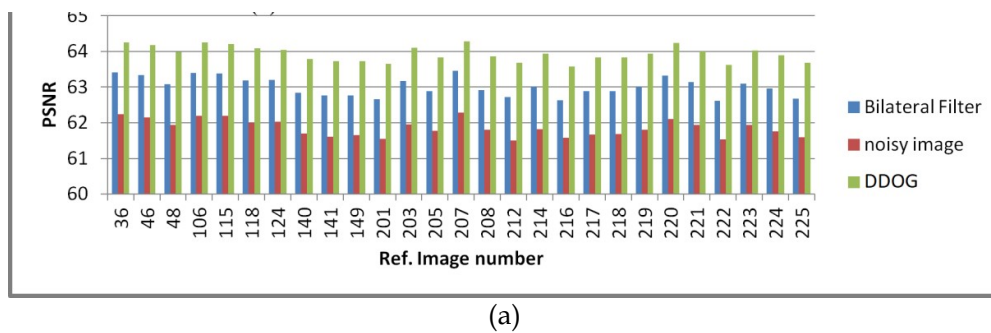 65
64
63
62
61
60
PSNR
36 46 48 106 115 118 124 140 141 149 201 203 205 207 208 212 214 216 217 218 219 220 221 222 223 224 225
Ref. Image number
Bilateral Filter
noisy image
DDOG
(a)